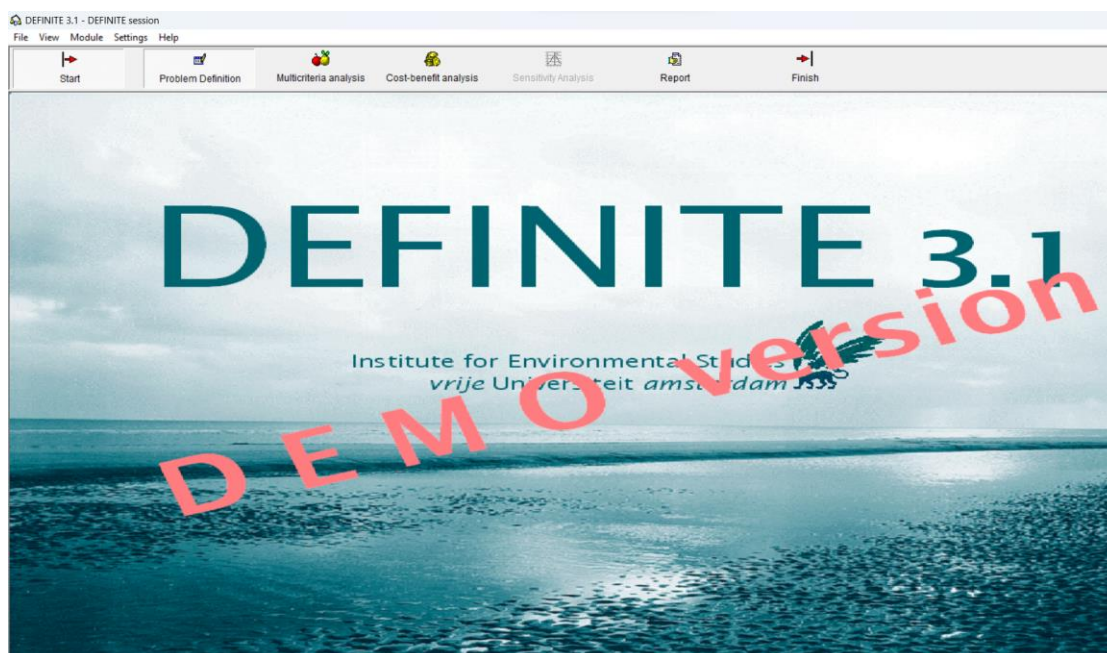 DEFINITE 3.1 - DEFINITE session
File View Module Settings Help
Start Problem Definition Multicriteria analysis Cost-benefit analysis Sensitivity Analysis Report Finish
DEFINITE 3.1
Institute for Environmental Studies
vrije Universiteit amsterdam
DEMO version